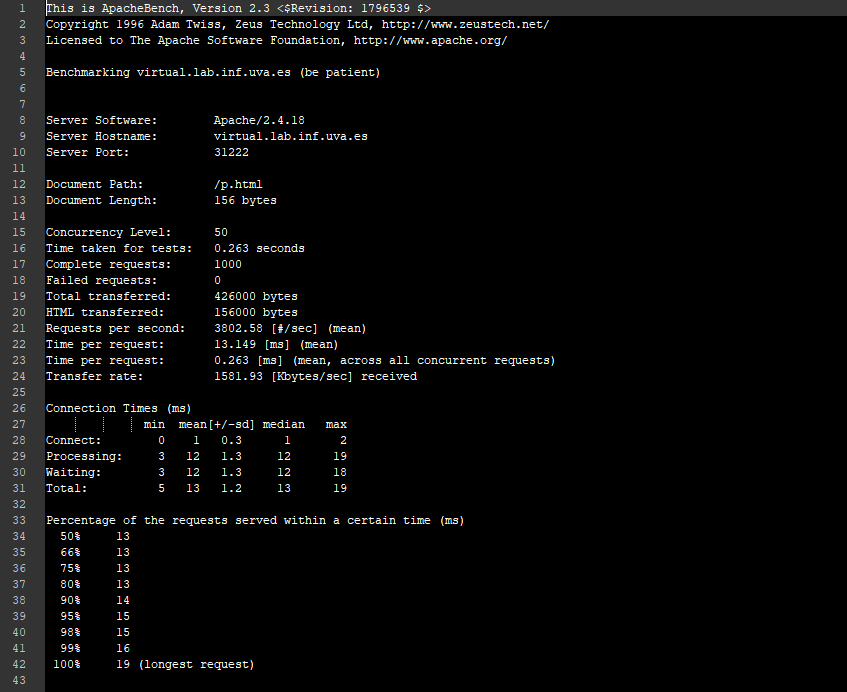 1 This is ApacheBench, Version 2.3 <$Revision: 1796539 $>
2 Copyright 1996 Adam Twiss, Zeus Technology Ltd, http://www.zeustech.net/
3 Licensed to The Apache Software Foundation, http://www.apache.org/
4
5 Benchmarking virtual.lab.inf.uva.es (be patient)
6
7
8 Server Software:        Apache/2.4.18
9 Server Hostname:        virtual.lab.inf.uva.es
10 Server Port:            31222
11
12 Document Path:          /p.html
13 Document Length:        156 bytes
14
15 Concurrency Level:      50
16 Time taken for tests:   0.263 seconds
17 Complete requests:      1000
18 Failed requests:        0
19 Total transferred:      426000 bytes
20 HTML transferred:       156000 bytes
21 Requests per second:    3802.58 [#/sec] (mean)
22 Time per request:       13.149 [ms] (mean)
23 Time per request:       0.263 [ms] (mean, across all concurrent requests)
24 Transfer rate:          1581.93 [Kbytes/sec] received
25
26 Connection Times (ms)
27               min  mean[+/-sd] median   max
28 Connect:        0    1   0.3      1       2
29 Processing:     3   12   1.3     12      19
30 Waiting:        3   12   1.3     12      18
31 Total:          5   13   1.2     13      19
32
33 Percentage of the requests served within a certain time (ms)
34   50%     13
35   66%     13
36   75%     13
37   80%     13
38   90%     14
39   95%     15
40   98%     15
41   99%     16
42  100%     19 (longest request)
43